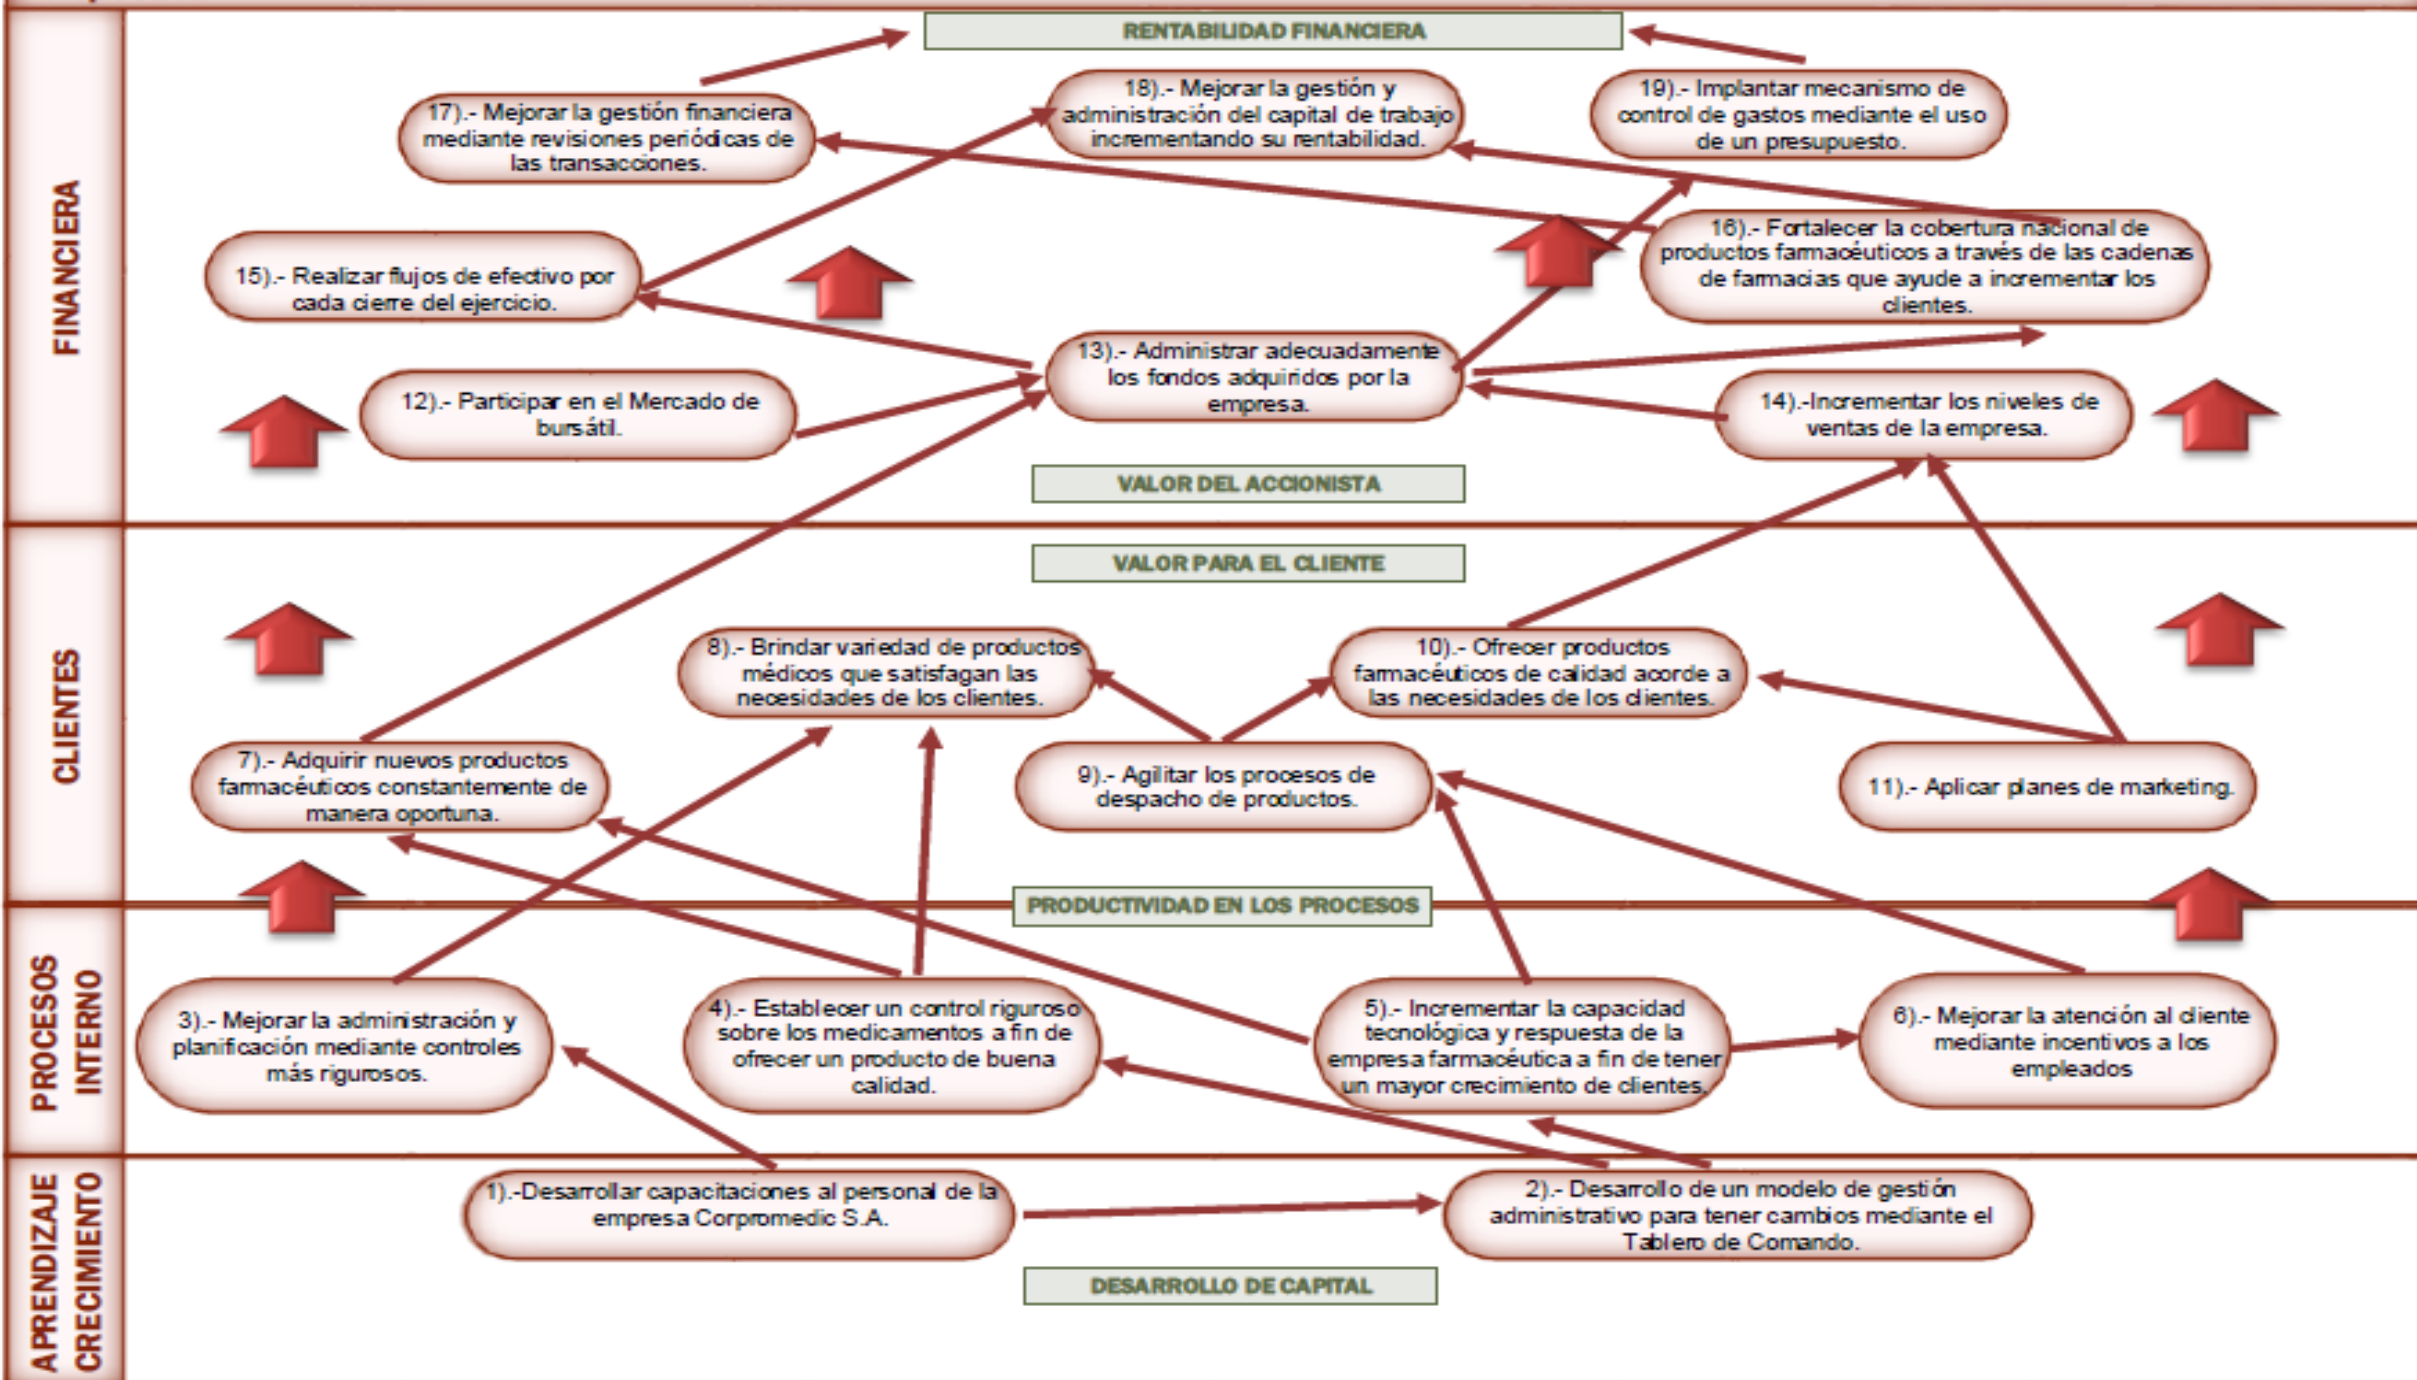 FINANCIERA
RENTABILIDAD FINANCIERA
17).- Mejorar la gestión financiera
mediante revisiones periódicas de
las transacciones.
18).- Mejorar la gestión y
administración del capital de trabajo
incrementando su rentabilidad.
19).- Implantar mecanismo de
control de gastos mediante el uso
de un presupuesto.
15).- Realizar flujos de efectivo por
cada cierre del ejercicio.
16).- Fortalecer la cobertura nacional de
productos farmacéuticos a través de las cadenas
de farmacias que ayude a incrementar los
clientes.
12).- Participar en el Mercado de
bursátil.
13).- Administrar adecuadamente
los fondos adquiridos por la
empresa.
14).-Incrementar los niveles de
ventas de la empresa.
VALOR DEL ACCIONISTA
CLIENTES
VALOR PARA EL CLIENTE
8).- Brindar variedad de productos
médicos que satisfagan las
necesidades de los clientes.
10).- Ofrecer productos
farmacéuticos de calidad acorde a
las necesidades de los clientes.
7).- Adquirir nuevos productos
farmacéuticos constantemente de
manera oportuna.
9).- Agilitar los procesos de
despacho de productos.
11).- Aplicar planes de marketing.
PRODUCTIVIDAD EN LOS PROCESOS
PROCESOS
INTERNO
3).- Mejorar la administración y
planificación mediante controles
más rigurosos.
4).- Establecer un control riguroso
sobre los medicamentos a fin de
ofrecer un producto de buena
calidad.
5).- Incrementar la capacidad
tecnológica y respuesta de la
empresa farmacéutica a fin de tener
un mayor crecimiento de clientes.
6).- Mejorar la atención al cliente
mediante incentivos a los
empleados
APRENDIZAJE
CRECIMIENTO
1).-Desarrollar capacitaciones al personal de la
empresa Corpromedic S.A.
2).- Desarrollo de un modelo de gestión
administrativo para tener cambios mediante el
Tablero de Comando.
DESARROLLO DE CAPITAL